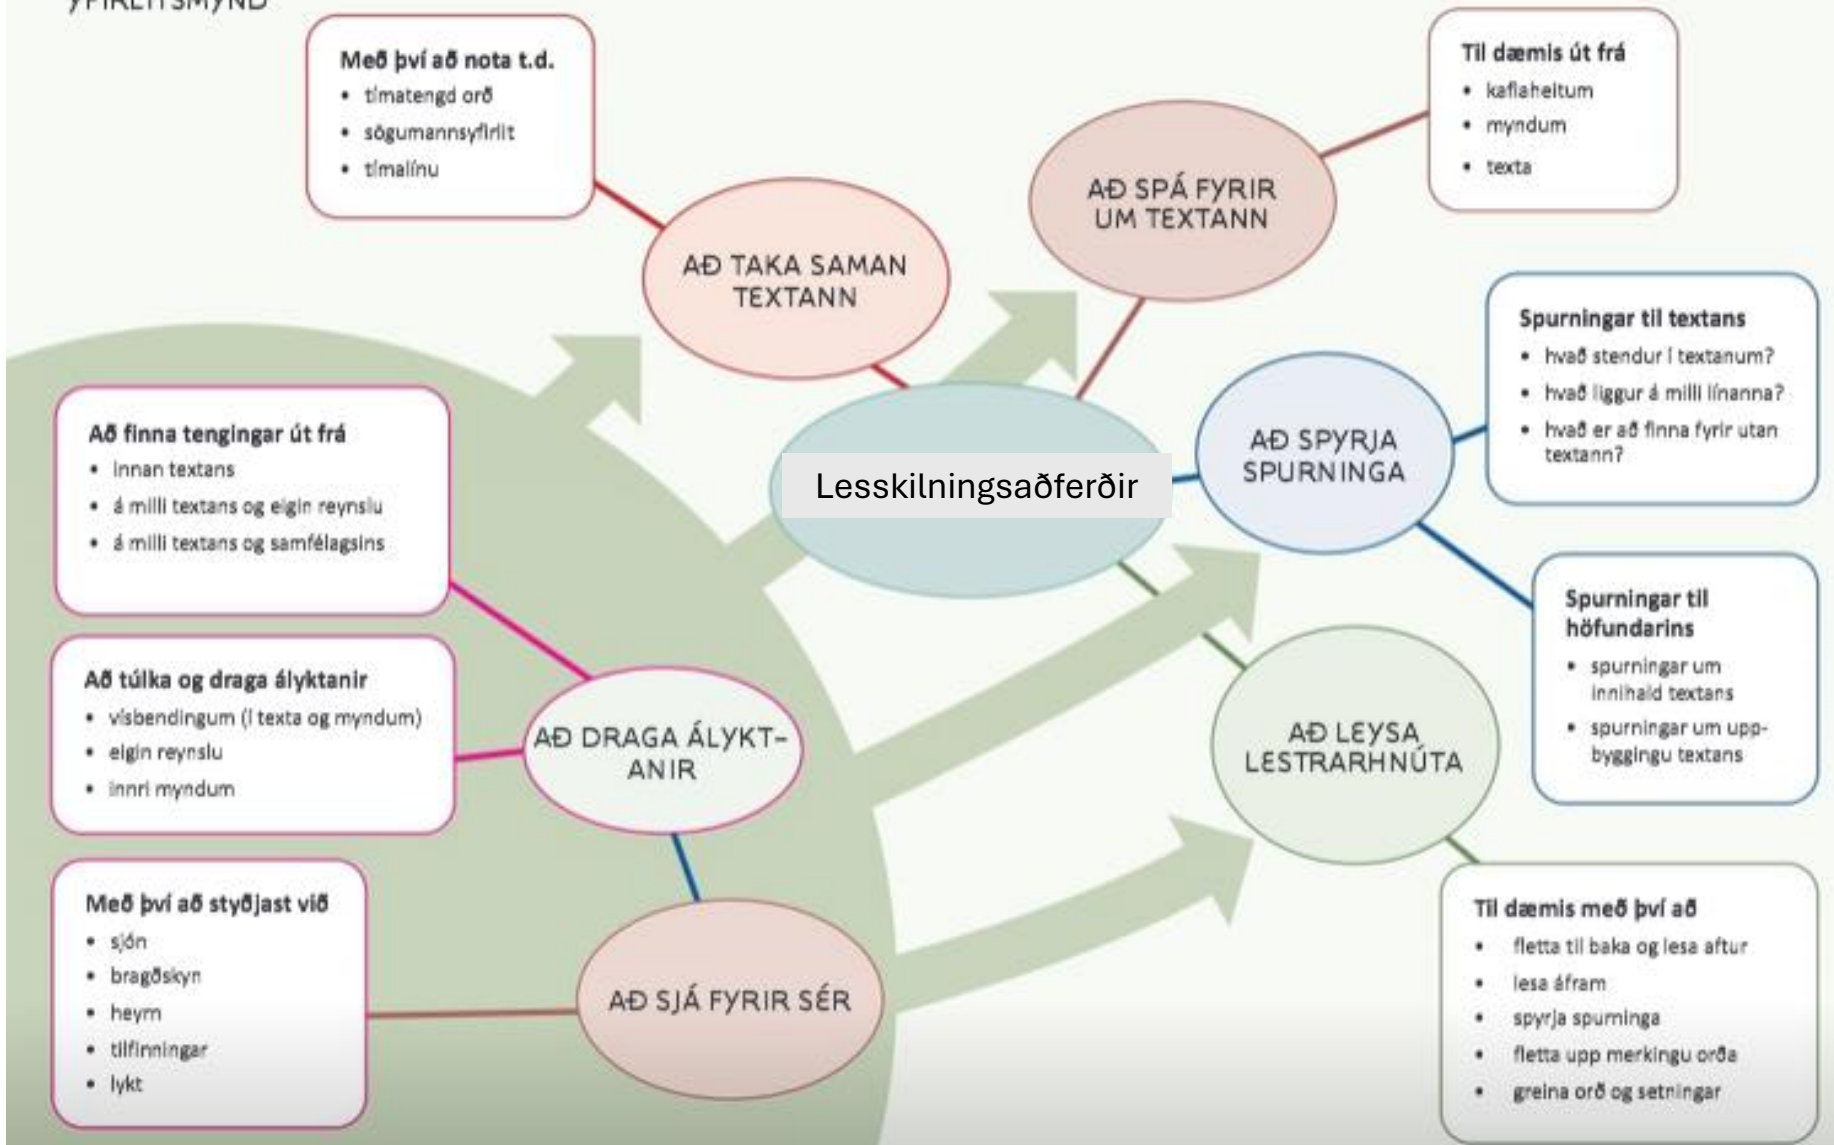 YFIRLITSMYND
Með því að nota t.d.
• tímatengd orð
• sögumannsyfirlit
• tímalínu
AÐ TAKA SAMAN
TEXTANN
AÐ SPÁ FYRIR
UM TEXTANN
Til dæmis út frá
• kaflaheitum
• myndum
• texta
Lesskilningsaðferðir
AÐ SPYRJA
SPURNINGA
Spurningar til textans
• hvað stendur í textanum?
• hvað liggur á milli línanna?
• hvað er að finna fyrir utan
textann?
Spurningar til
höfundarins
• spurningar um
innihald textans
• spurningar um upp-
byggingu textans
AÐ LEYSA
LESTRARHNÚTA
Til dæmis með því að
• fletta til baka og lesa aftur
• lesa áfram
• spyrja spurninga
• fletta upp merkingu orða
• greina orð og setningar
Að finna tengingar út frá
• innan textans
• á milli textans og eigin reynslu
• á milli textans og samfélagsins
Að túlka og draga ályktanir
• vísbendingum (í texta og myndum)
• eigin reynslu
• innri myndum
AÐ DRAGA ÁLYKT-
ANIR
Með því að styðjast við
• sjón
• bragðskyn
• heyrn
• tilfinningar
• lykt
AÐ SJÁ FYRIR SÉR